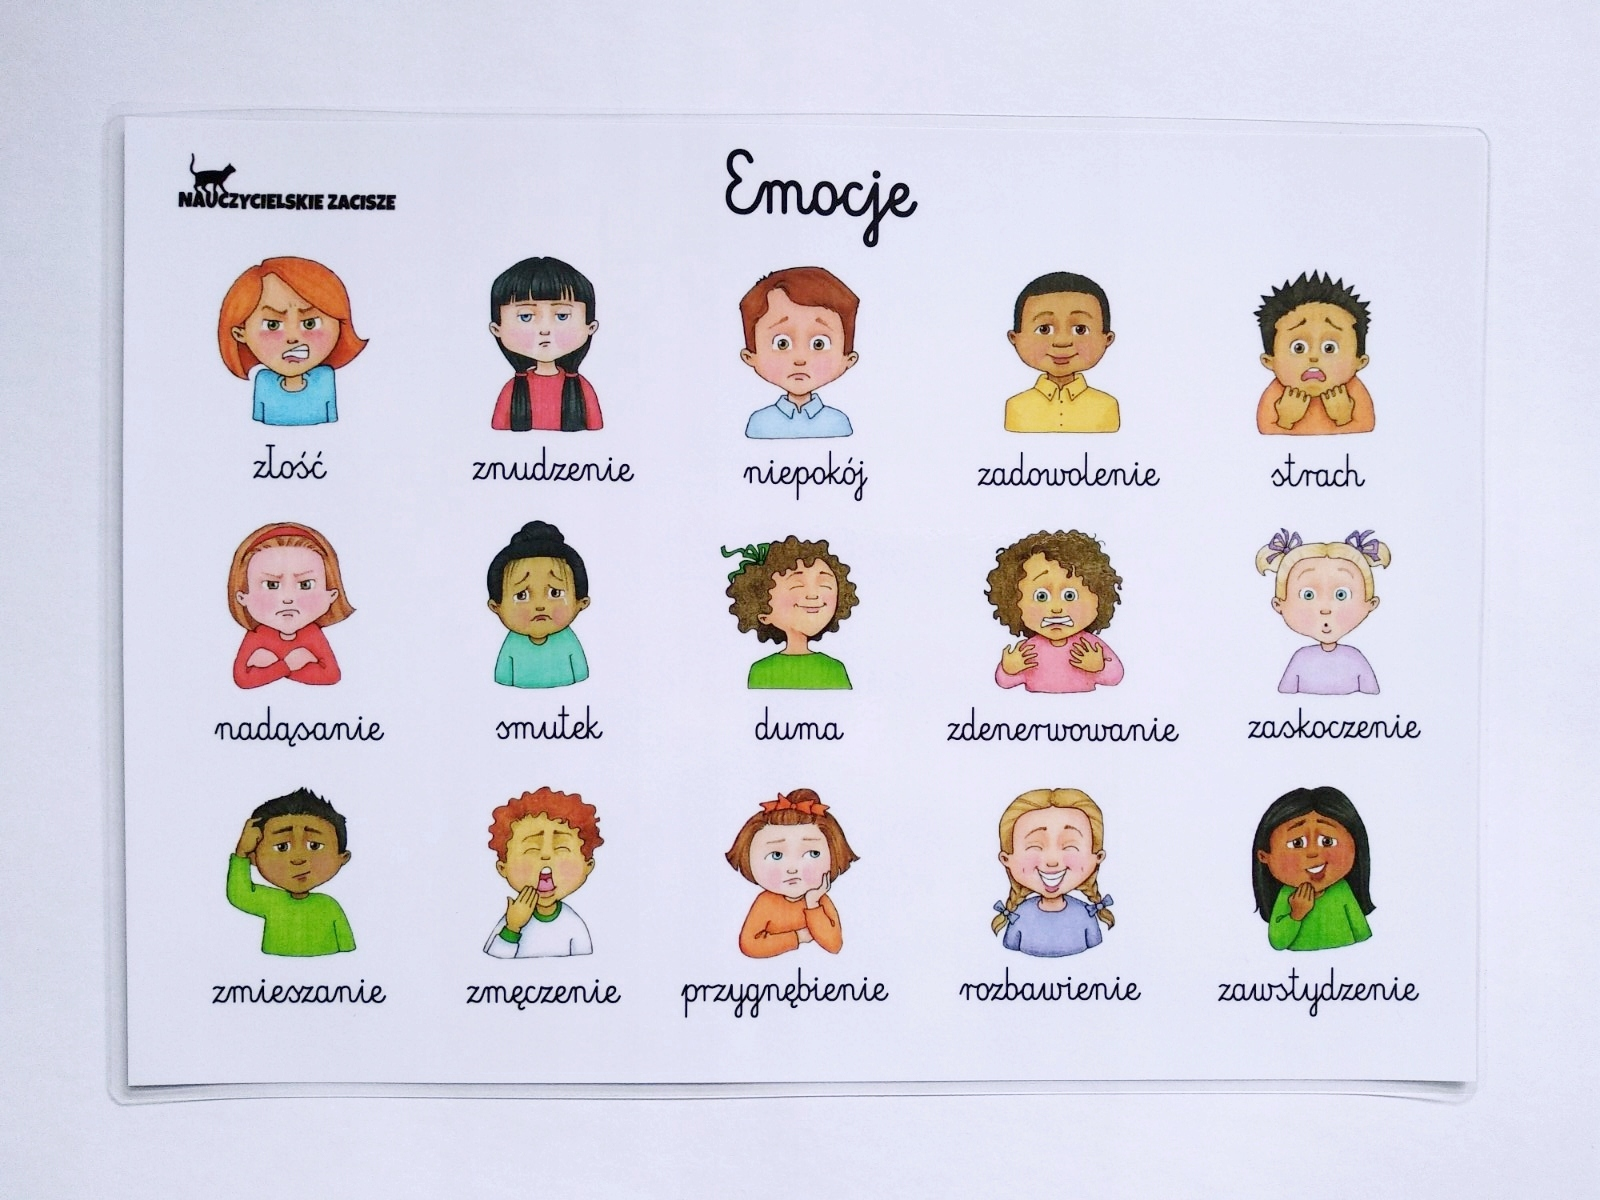 NAUCZYCIELSKIE ZACISZE
Emocje
złość znudzenie niepokój zadowolenie strach
nadąsanie smutek duma zdenerwowanie zaskoczenie
zmieszanie zmęczenie przygnębienie rozbawienie zawstydzenie